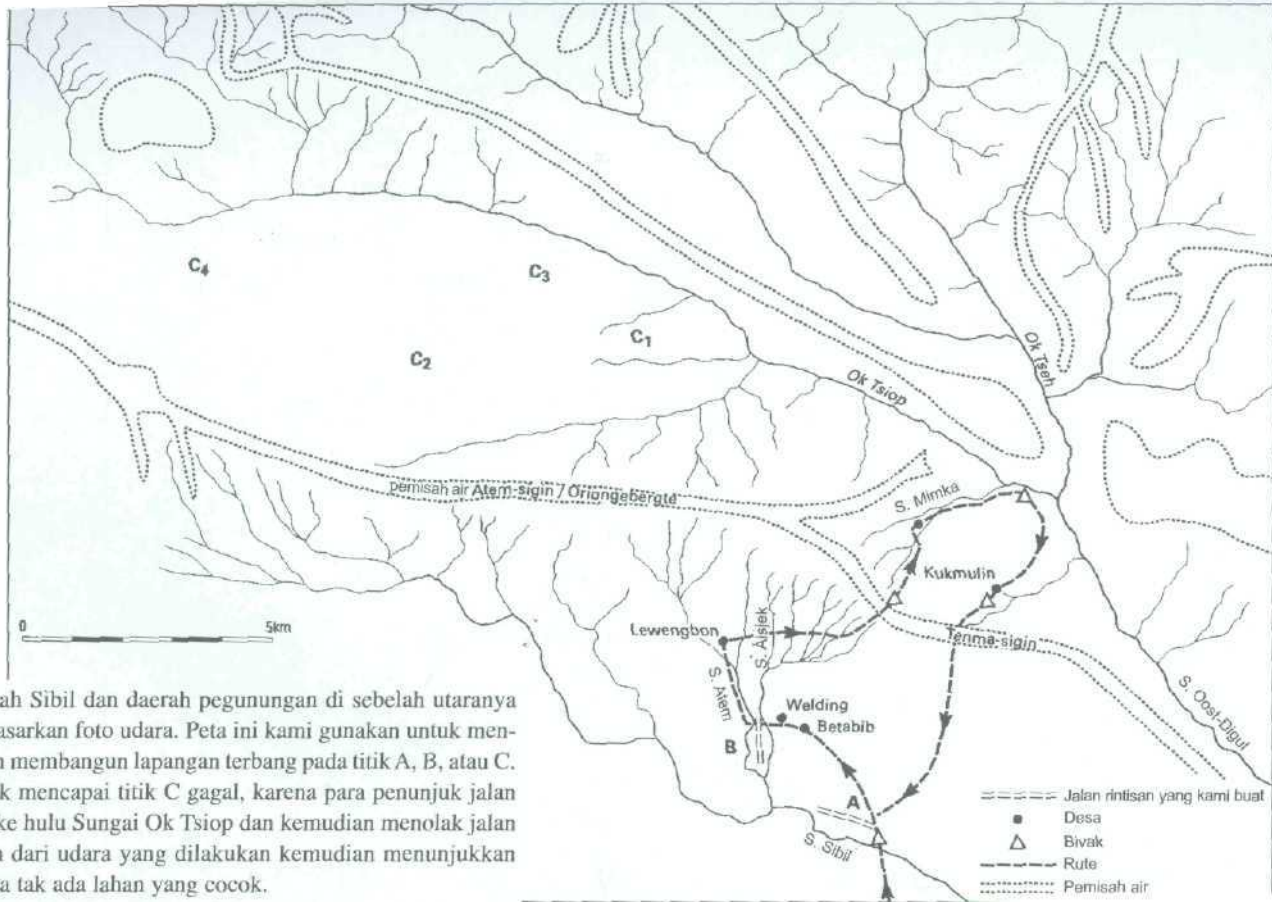 C4
C3
C1
C2
Ok Tseh
Ok Tsiop
pemisah air Atem-sigin / Oriongebergte
S. Mimka
Kukmulin
0 5km
Lewengbon
S. Aisjek
Tenma-sigin
S. Atem
Welding
Betabib
S. Oost-Digul
B
A
S. Sibil
ah Sibil dan daerah pegunungan di sebelah utaranya
asarkan foto udara. Peta ini kami gunakan untuk men-
n membangun lapangan terbang pada titik A, B, atau C.
k mencapai titik C gagal, karena para penunjuk jalan
ke hulu Sungai Ok Tsiop dan kemudian menolak jalan
n dari udara yang dilakukan kemudian menunjukkan
a tak ada lahan yang cocok.
Jalan rintisan yang kami buat
Desa
Bivak
Rute
Pemisah air